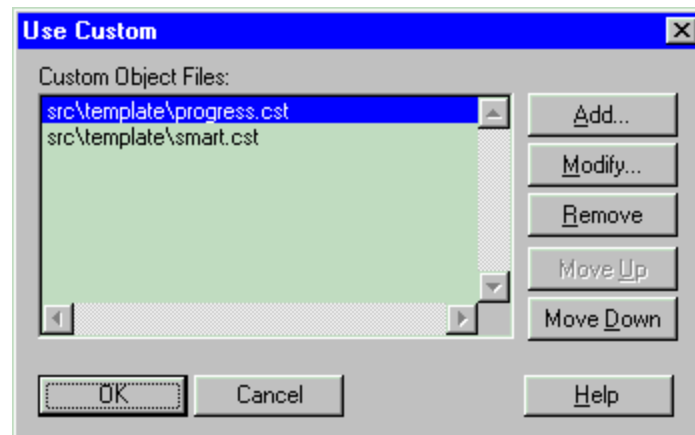 Use Custom
Custom Object Files:
src\template\progress.cst
src\template\smart.cst
Add...
Modify...
Remove
Move Up
Move Down
OK
Cancel
Help